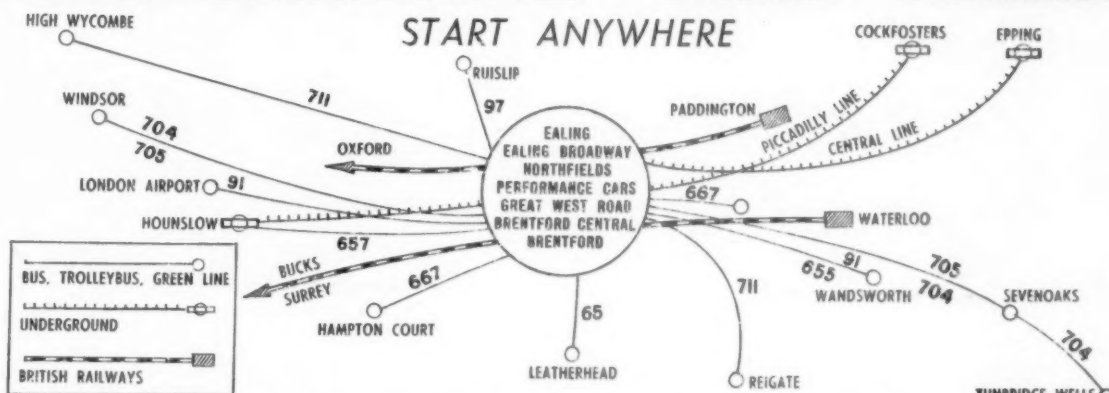 START ANYWHERE
HIGH WYCOMBE
COCKFOSTERS
EPPING
RUISLIP
WINDSOR
711
97
PADDINGTON
PICCADILLY LINE
CENTRAL LINE
704
705
OXFORD
EALING
EALING BROADWAY
NORTHFIELDS
PERFORMANCE CARS
GREAT WEST ROAD
BRENTFORD CENTRAL
BRENTFORD
LONDON AIRPORT
91
667
HOUNSLOW
WATERLOO
657
BUCKS
SURREY
667
91
655
WANDSWORTH
705
704
SEVENOAKS
711
65
704
HAMPTON COURT
LEATHERHEAD
REIGATE
TUNBRIDGE WELLS
BUS, TROLLEYBUS, GREEN LINE
UNDERGROUND
BRITISH RAILWAYS